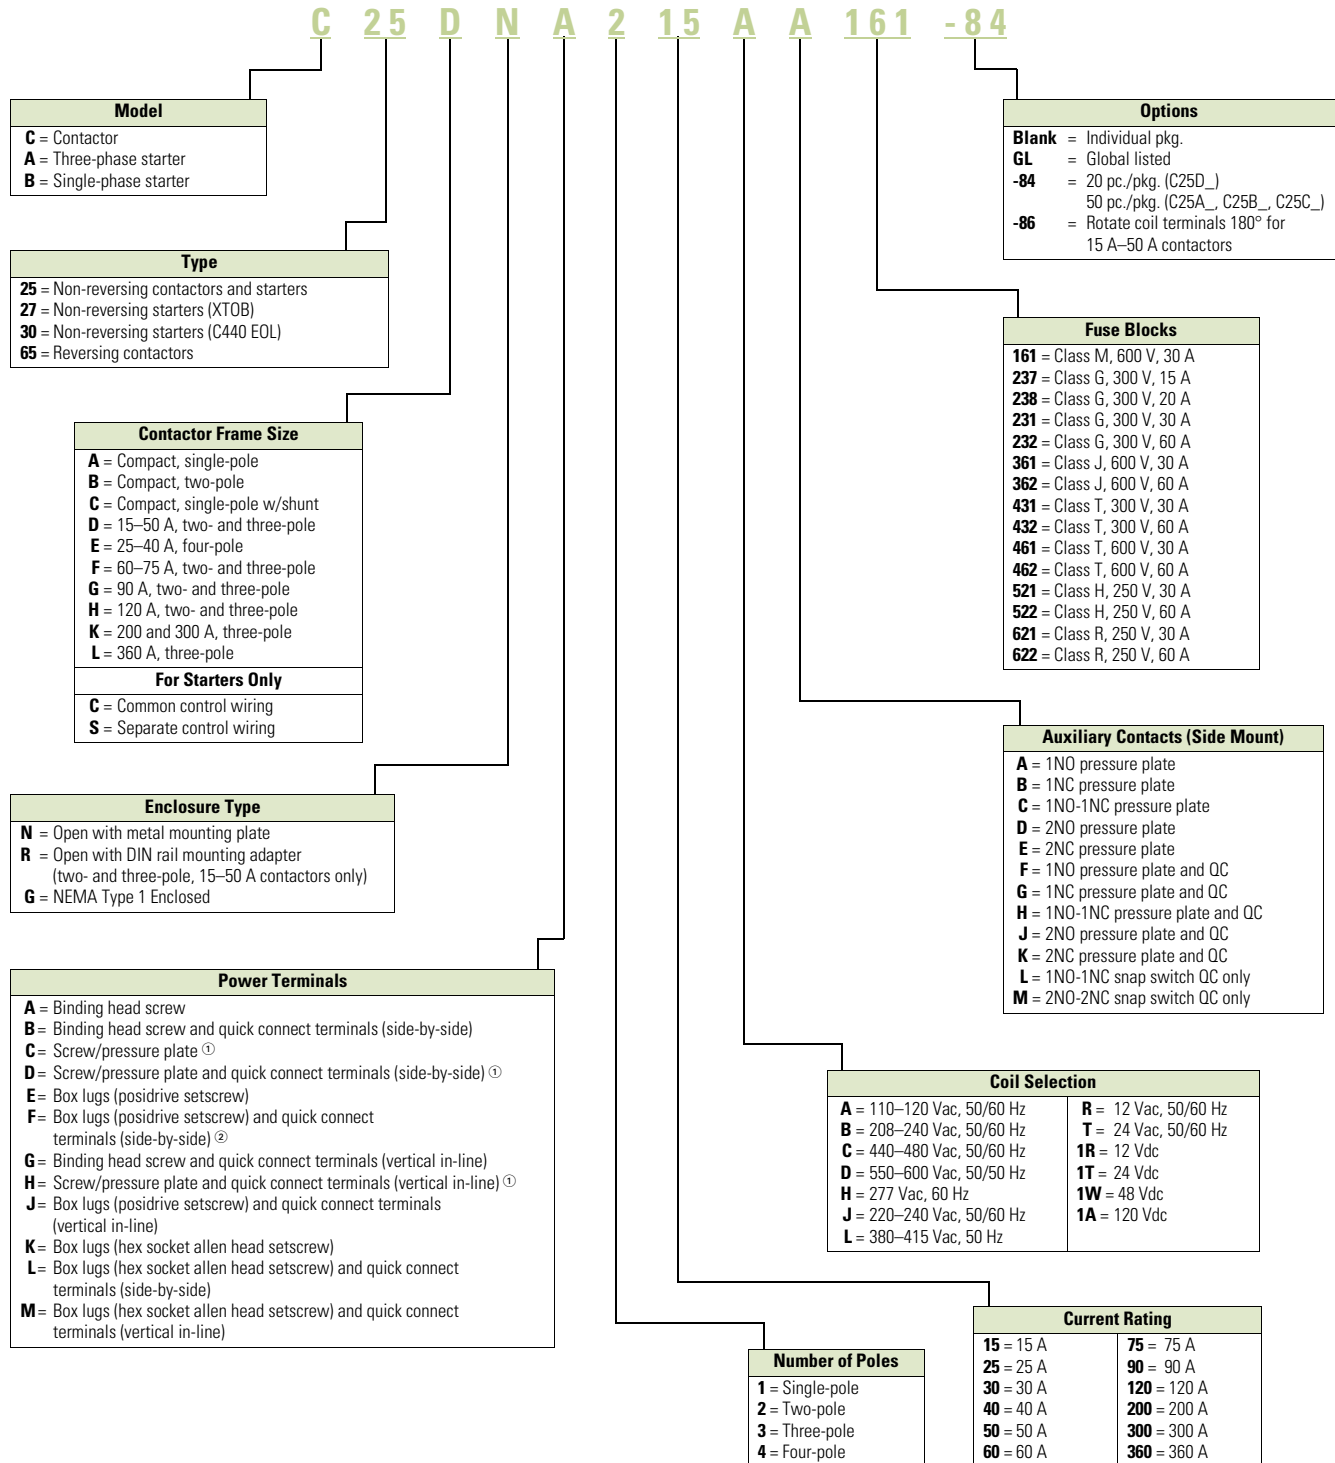 C 25 D N A 2 15 A A 161 -84
Model
C = Contactor
A = Three-phase starter
B = Single-phase starter
Type
25 = Non-reversing contactors and starters
27 = Non-reversing starters (XTOB)
30 = Non-reversing starters (C440 EOL)
65 = Reversing contactors
Contactor Frame Size
A = Compact, single-pole
B = Compact, two-pole
C = Compact, single-pole w/shunt
D = 15–50 A, two- and three-pole
E = 25–40 A, four-pole
F = 60–75 A, two- and three-pole
G = 90 A, two- and three-pole
H = 120 A, two- and three-pole
K = 200 and 300 A, three-pole
L = 360 A, three-pole
For Starters Only
C = Common control wiring
S = Separate control wiring
Enclosure Type
N = Open with metal mounting plate
R = Open with DIN rail mounting adapter
(two- and three-pole, 15–50 A contactors only)
G = NEMA Type 1 Enclosed
Power Terminals
A = Binding head screw
B = Binding head screw and quick connect terminals (side-by-side)
C = Screw/pressure plate ①
D = Screw/pressure plate and quick connect terminals (side-by-side) ①
E = Box lugs (posidrive setscrew)
F = Box lugs (posidrive setscrew) and quick connect
terminals (side-by-side) ②
G = Binding head screw and quick connect terminals (vertical in-line)
H = Screw/pressure plate and quick connect terminals (vertical in-line) ①
J = Box lugs (posidrive setscrew) and quick connect terminals
(vertical in-line)
K = Box lugs (hex socket allen head setscrew)
L = Box lugs (hex socket allen head setscrew) and quick connect
terminals (side-by-side)
M = Box lugs (hex socket allen head setscrew) and quick connect
terminals (vertical in-line)
Options
Blank = Individual pkg.
GL = Global listed
-84 = 20 pc./pkg. (C25D_)
50 pc./pkg. (C25A_, C25B_, C25C_)
-86 = Rotate coil terminals 180° for
15 A–50 A contactors
Fuse Blocks
161 = Class M, 600 V, 30 A
237 = Class G, 300 V, 15 A
238 = Class G, 300 V, 20 A
231 = Class G, 300 V, 30 A
232 = Class G, 300 V, 60 A
361 = Class J, 600 V, 30 A
362 = Class J, 600 V, 60 A
431 = Class T, 300 V, 30 A
432 = Class T, 300 V, 60 A
461 = Class T, 600 V, 30 A
462 = Class T, 600 V, 60 A
521 = Class H, 250 V, 30 A
522 = Class H, 250 V, 60 A
621 = Class R, 250 V, 30 A
622 = Class R, 250 V, 60 A
Auxiliary Contacts (Side Mount)
A = 1NO pressure plate
B = 1NC pressure plate
C = 1NO-1NC pressure plate
D = 2NO pressure plate
E = 2NC pressure plate
F = 1NO pressure plate and QC
G = 1NC pressure plate and QC
H = 1NO-1NC pressure plate and QC
J = 2NO pressure plate and QC
K = 2NC pressure plate and QC
L = 1NO-1NC snap switch QC only
M = 2NO-2NC snap switch QC only
Coil Selection
A = 110–120 Vac, 50/60 Hz
B = 208–240 Vac, 50/60 Hz
C = 440–480 Vac, 50/60 Hz
D = 550–600 Vac, 50/50 Hz
H = 277 Vac, 60 Hz
J = 220–240 Vac, 50/60 Hz
L = 380–415 Vac, 50 Hz
R = 12 Vac, 50/60 Hz
T = 24 Vac, 50/60 Hz
1R = 12 Vdc
1T = 24 Vdc
1W = 48 Vdc
1A = 120 Vdc
Number of Poles
1 = Single-pole
2 = Two-pole
3 = Three-pole
4 = Four-pole
Current Rating
15 = 15 A
25 = 25 A
30 = 30 A
40 = 40 A
50 = 50 A
60 = 60 A
75 = 75 A
90 = 90 A
120 = 120 A
200 = 200 A
300 = 300 A
360 = 360 A